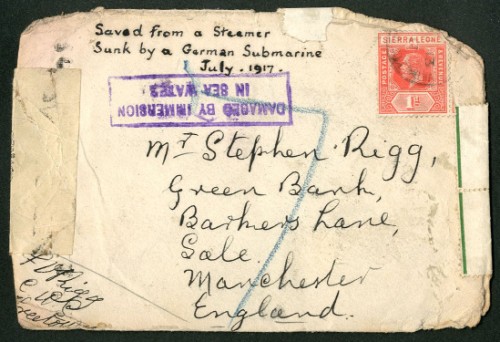 Saved from a Steamer
Sunk by a German Submarine
July. 1917.
SIERRA LEONE
POSTAGE
& REVENUE
1D
DAMAGED BY IMMERSION
IN SEA WATER
Mr Stephen Rigg,
Green Bank,
Barkers Lane,
Sale.
Manchester
England.
Rigg